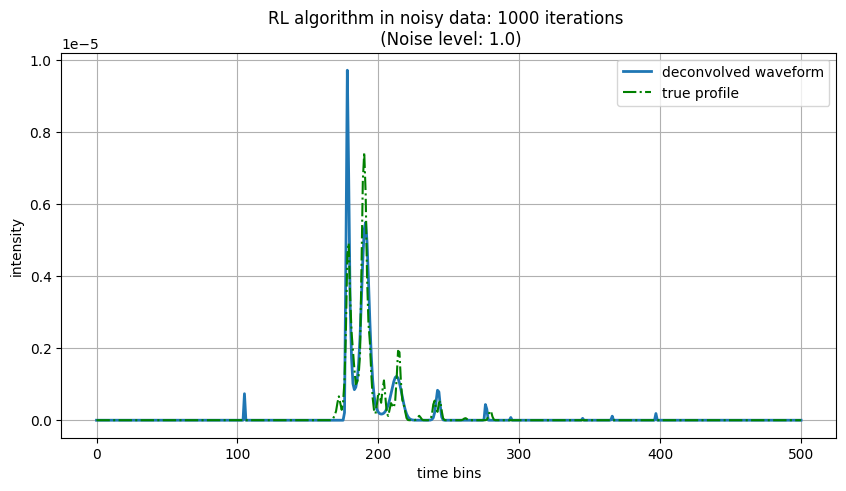 RL algorithm in noisy data: 1000 iterations
(Noise level: 1.0)
1e−5
deconvolved waveform
true profile
intensity
1.0
0.8
0.6
0.4
0.2
0.0
0 100 200 300 400 500
time bins